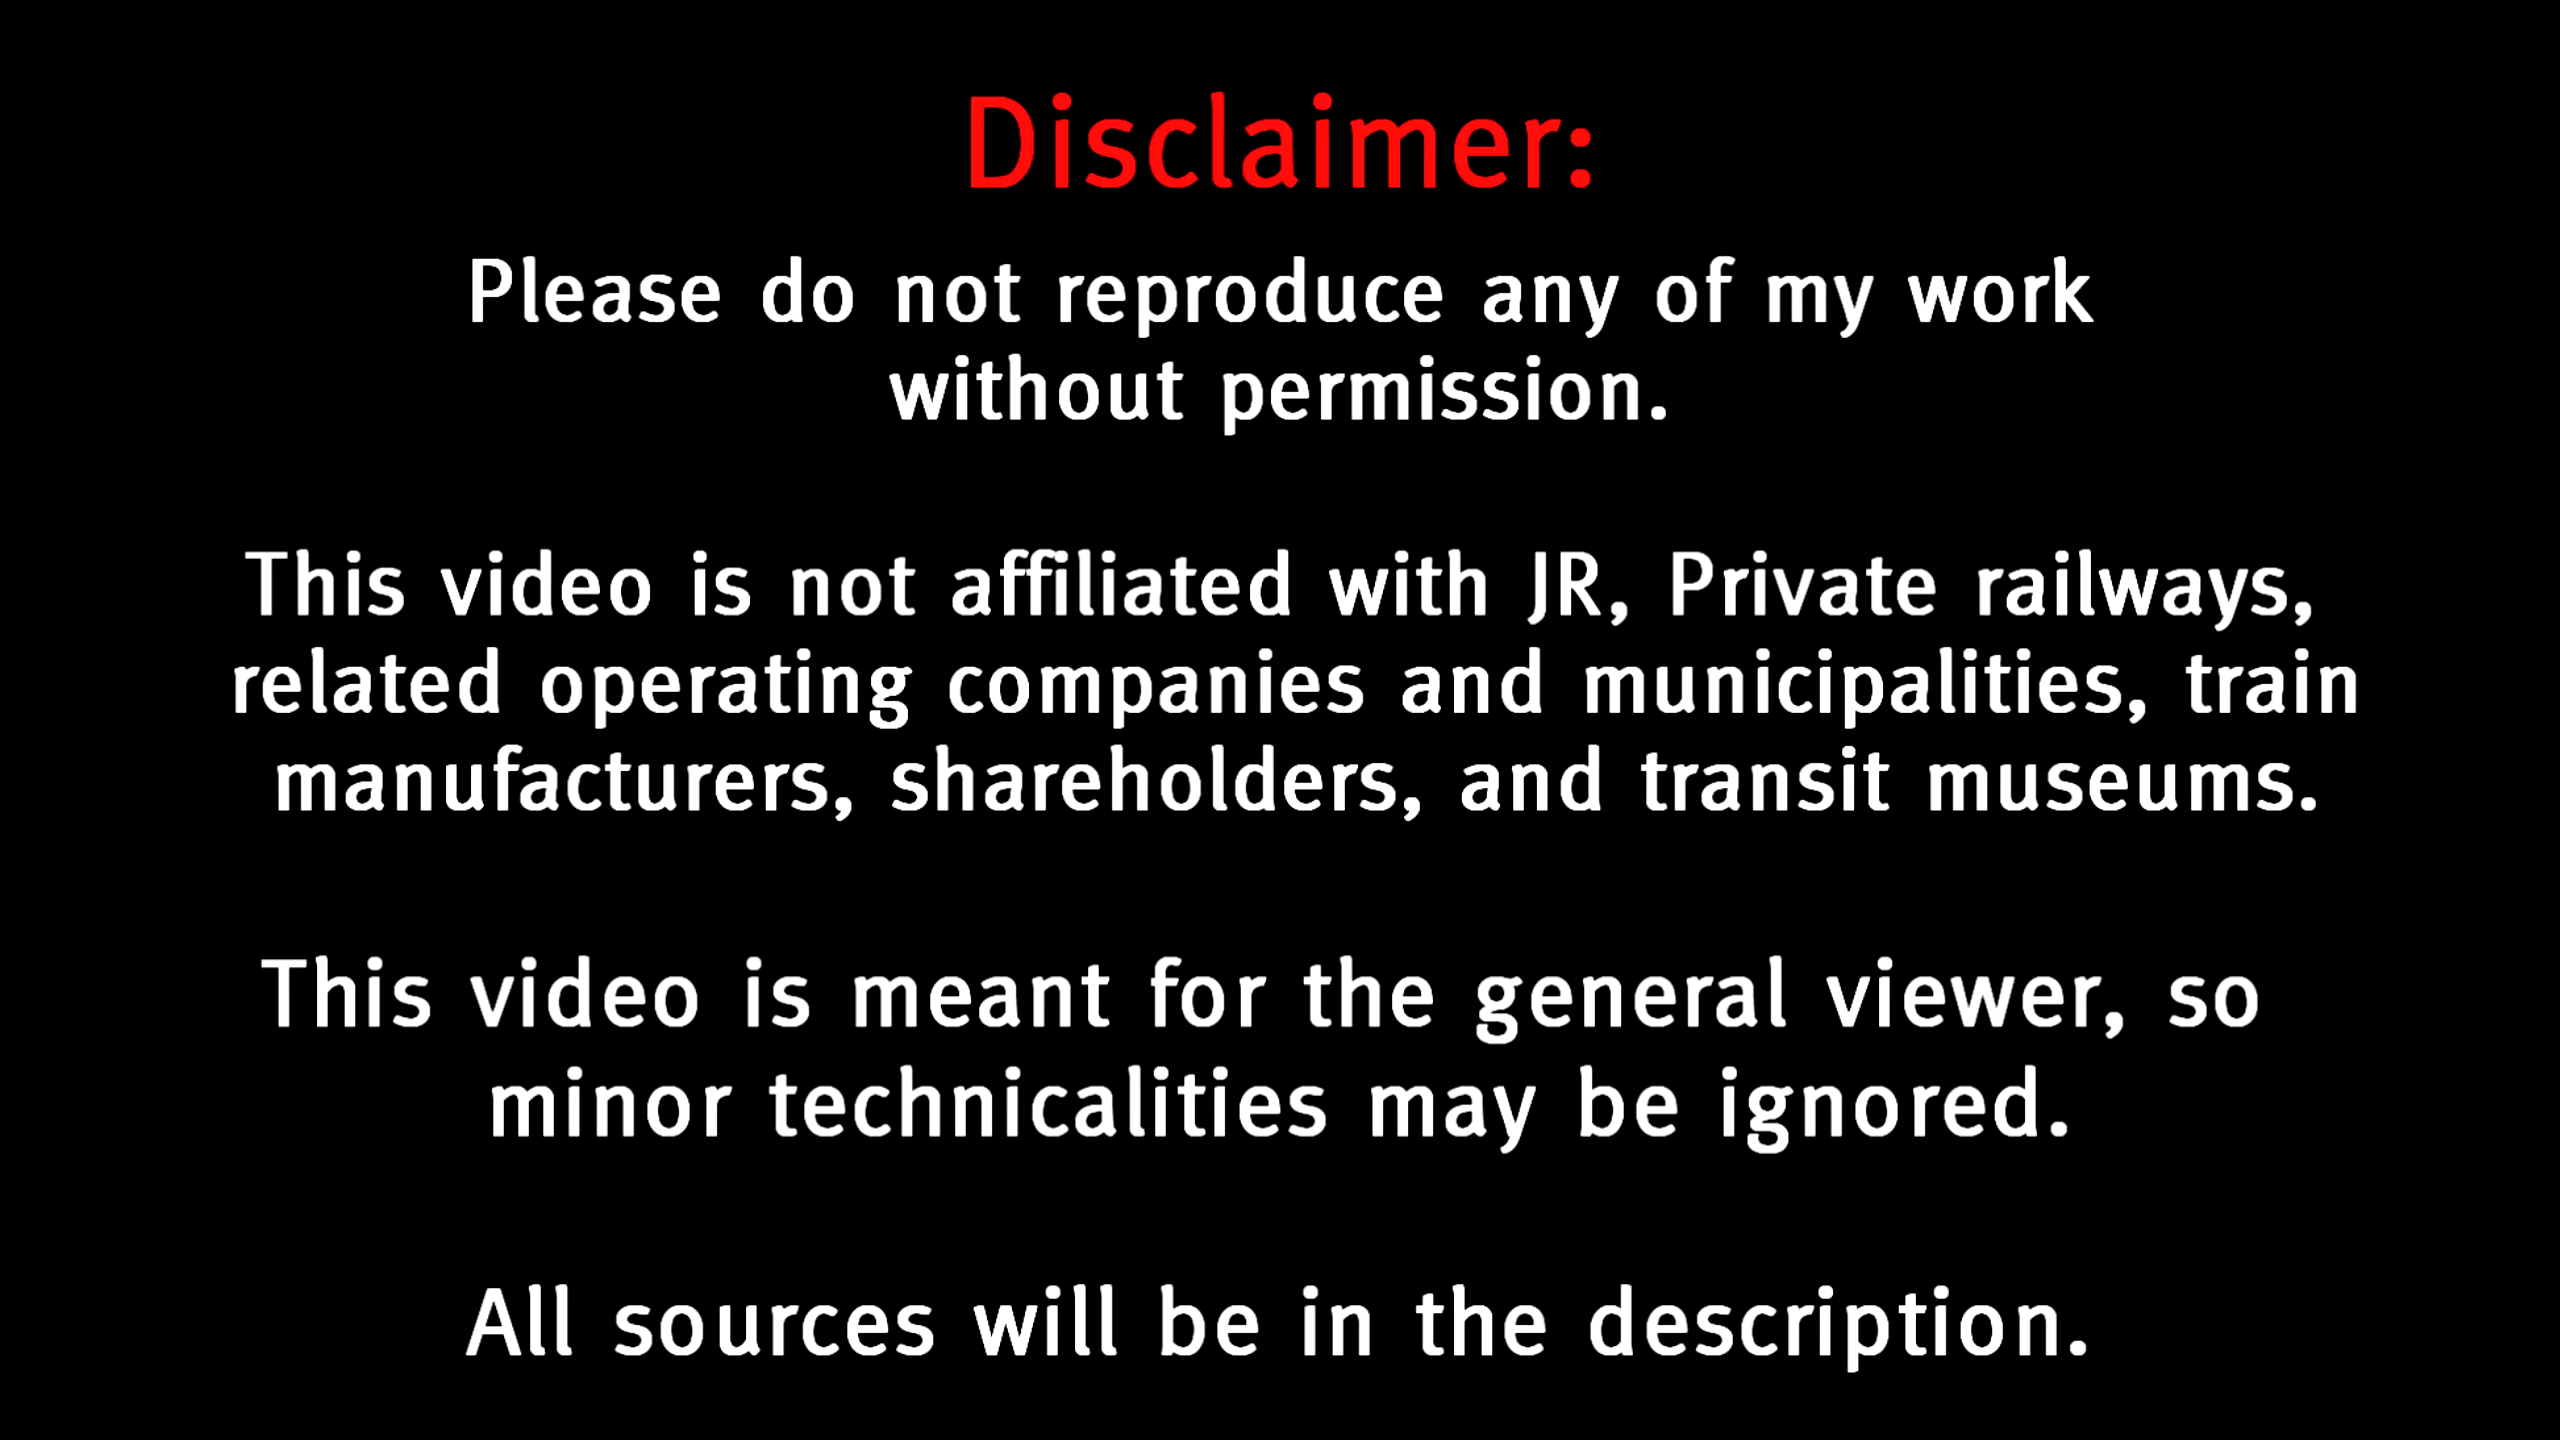 Disclaimer:
Please do not reproduce any of my work
without permission.
This video is not affiliated with JR, Private railways,
related operating companies and municipalities, train
manufacturers, shareholders, and transit museums.
This video is meant for the general viewer, so
minor technicalities may be ignored.
All sources will be in the description.